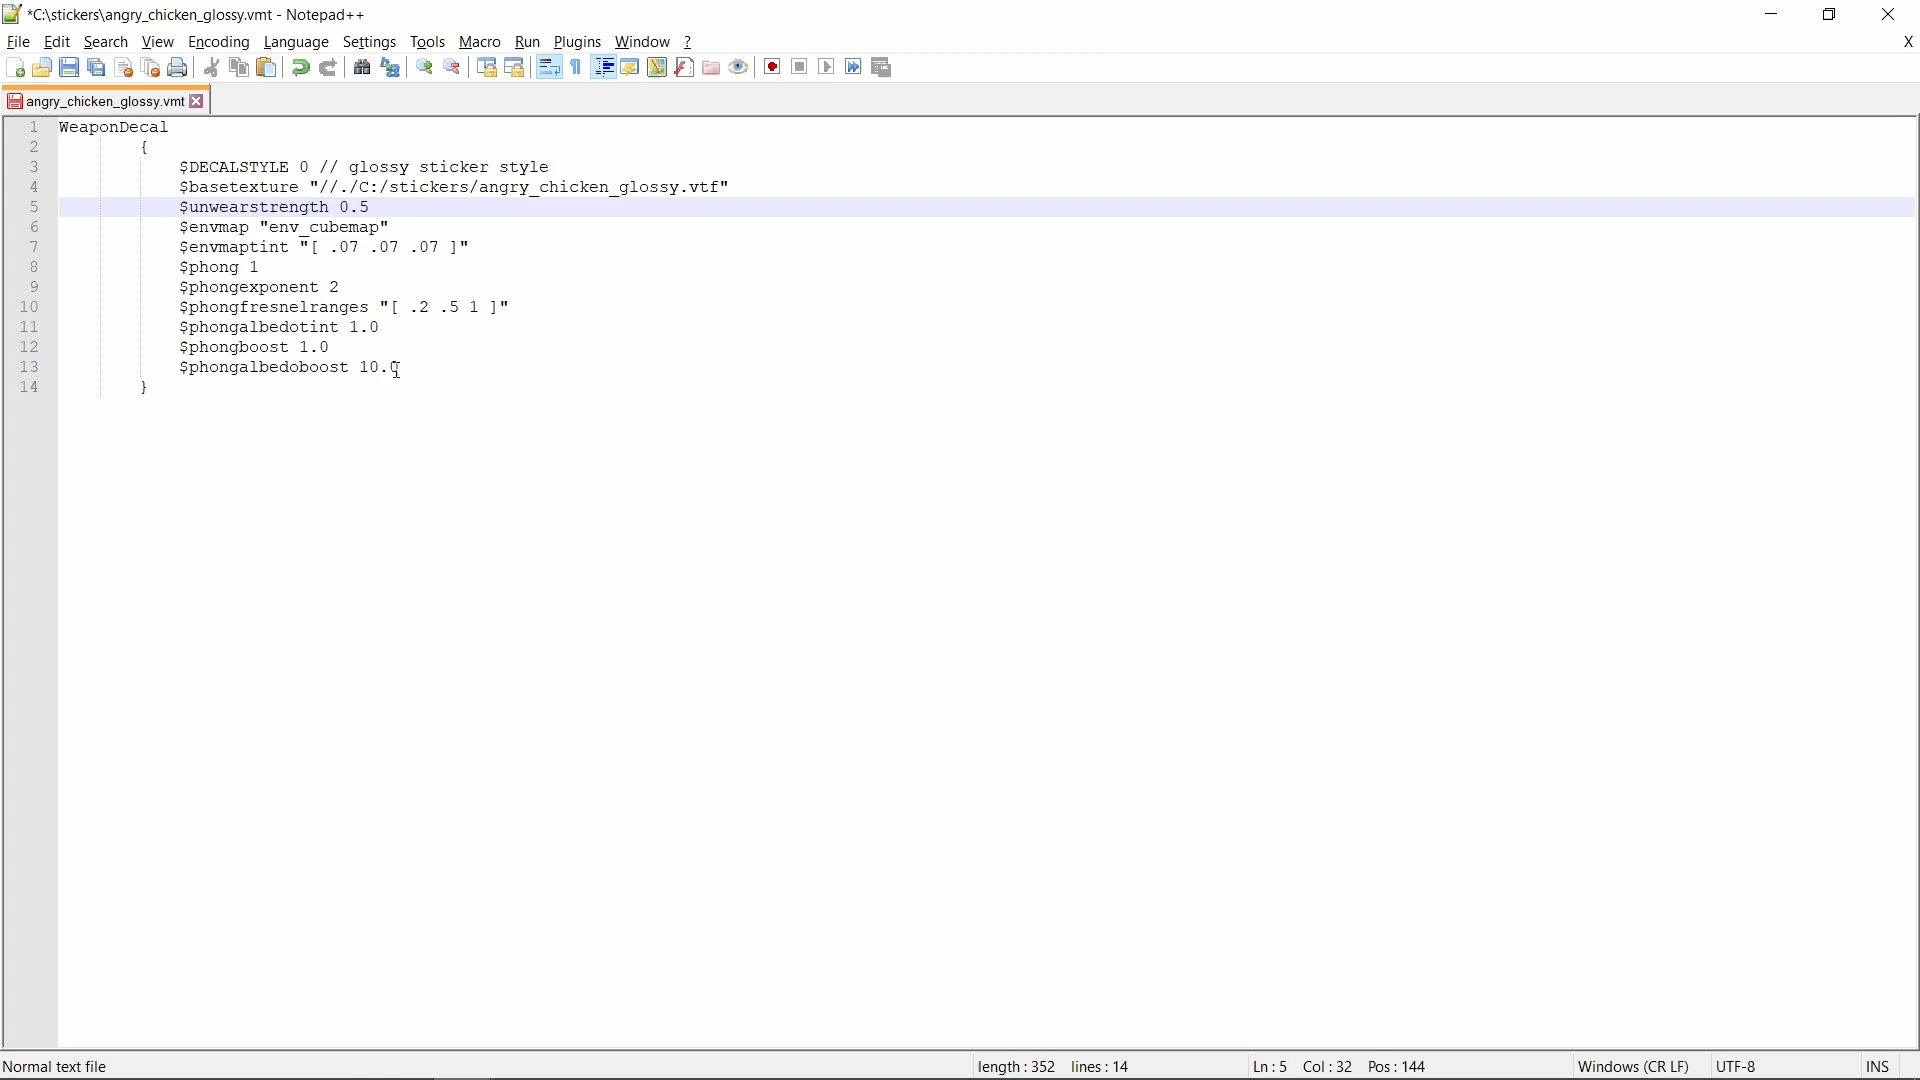 *C:\stickers\angry_chicken_glossy.vmt - Notepad++
File Edit Search View Encoding Language Settings Tools Macro Run Plugins Window ? X
angry_chicken_glossy.vmt
1 WeaponDecal
2 {
3 $DECALSTYLE 0 // glossy sticker style
4 $basetexture "//./C:/stickers/angry_chicken_glossy.vtf"
5 $unwearstrength 0.5
6 $envmap "env_cubemap"
7 $envmaptint "[ .07 .07 .07 ]"
8 $phong 1
9 $phongexponent 2
10 $phongfresnelranges "[ .2 .5 1 ]"
11 $phongalbedotint 1.0
12 $phongboost 1.0
13 $phongalbedoboost 10.0
14 }
Normal text file length : 352 lines : 14 Ln : 5 Col : 32 Pos : 144 Windows (CR LF) UTF-8 INS